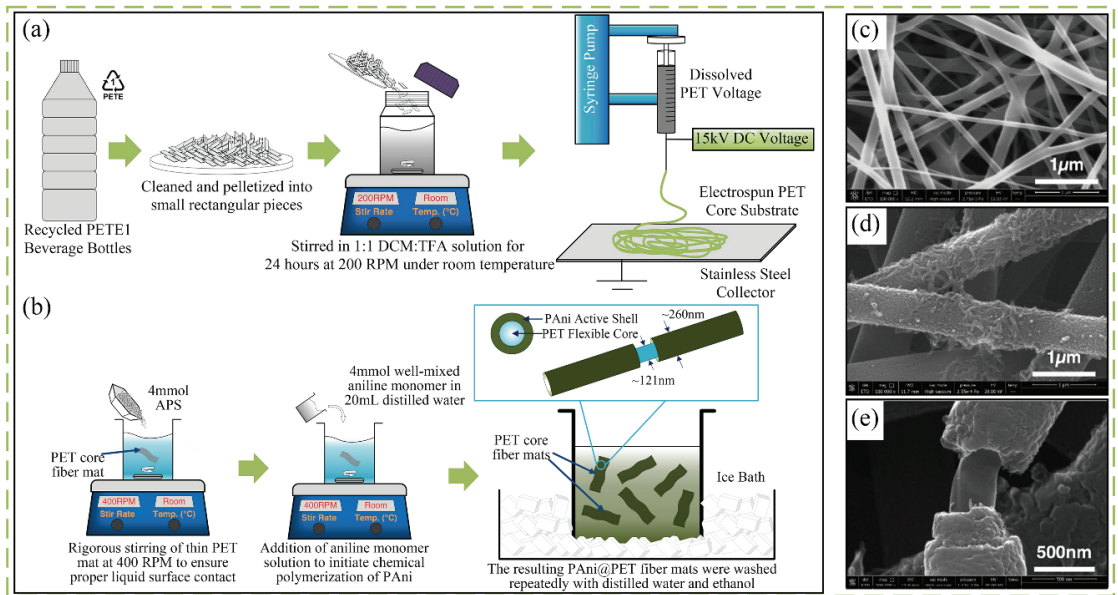 (a)
1
PETE
Recycled PETE1
Beverage Bottles
Cleaned and pelletized into
small rectangular pieces
200RPM
Room
Stir Rate
Temp. (°C)
Stirred in 1:1 DCM:TFA solution for
24 hours at 200 RPM under room temperature
Syringe Pump
Dissolved
PET Voltage
15kV DC Voltage
Electrospun PET
Core Substrate
Stainless Steel
Collector
(b)
4mmol
APS
PET core
fiber mat
400RPM
Room
Stir Rate
Temp. (°C)
Rigorous stirring of thin PET
mat at 400 RPM to ensure
proper liquid surface contact
4mmol well-mixed
aniline monomer in
20mL distilled water
400RPM
Room
Stir Rate
Temp. (°C)
Addition of aniline monomer
solution to initiate chemical
polymerization of PAni
PAni Active Shell
PET Flexible Core
~260nm
~121nm
PET core
fiber mats
Ice Bath
The resulting PAni@PET fiber mats were washed
repeatedly with distilled water and ethanol
(c)
1μm
(d)
1μm
(e)
500nm